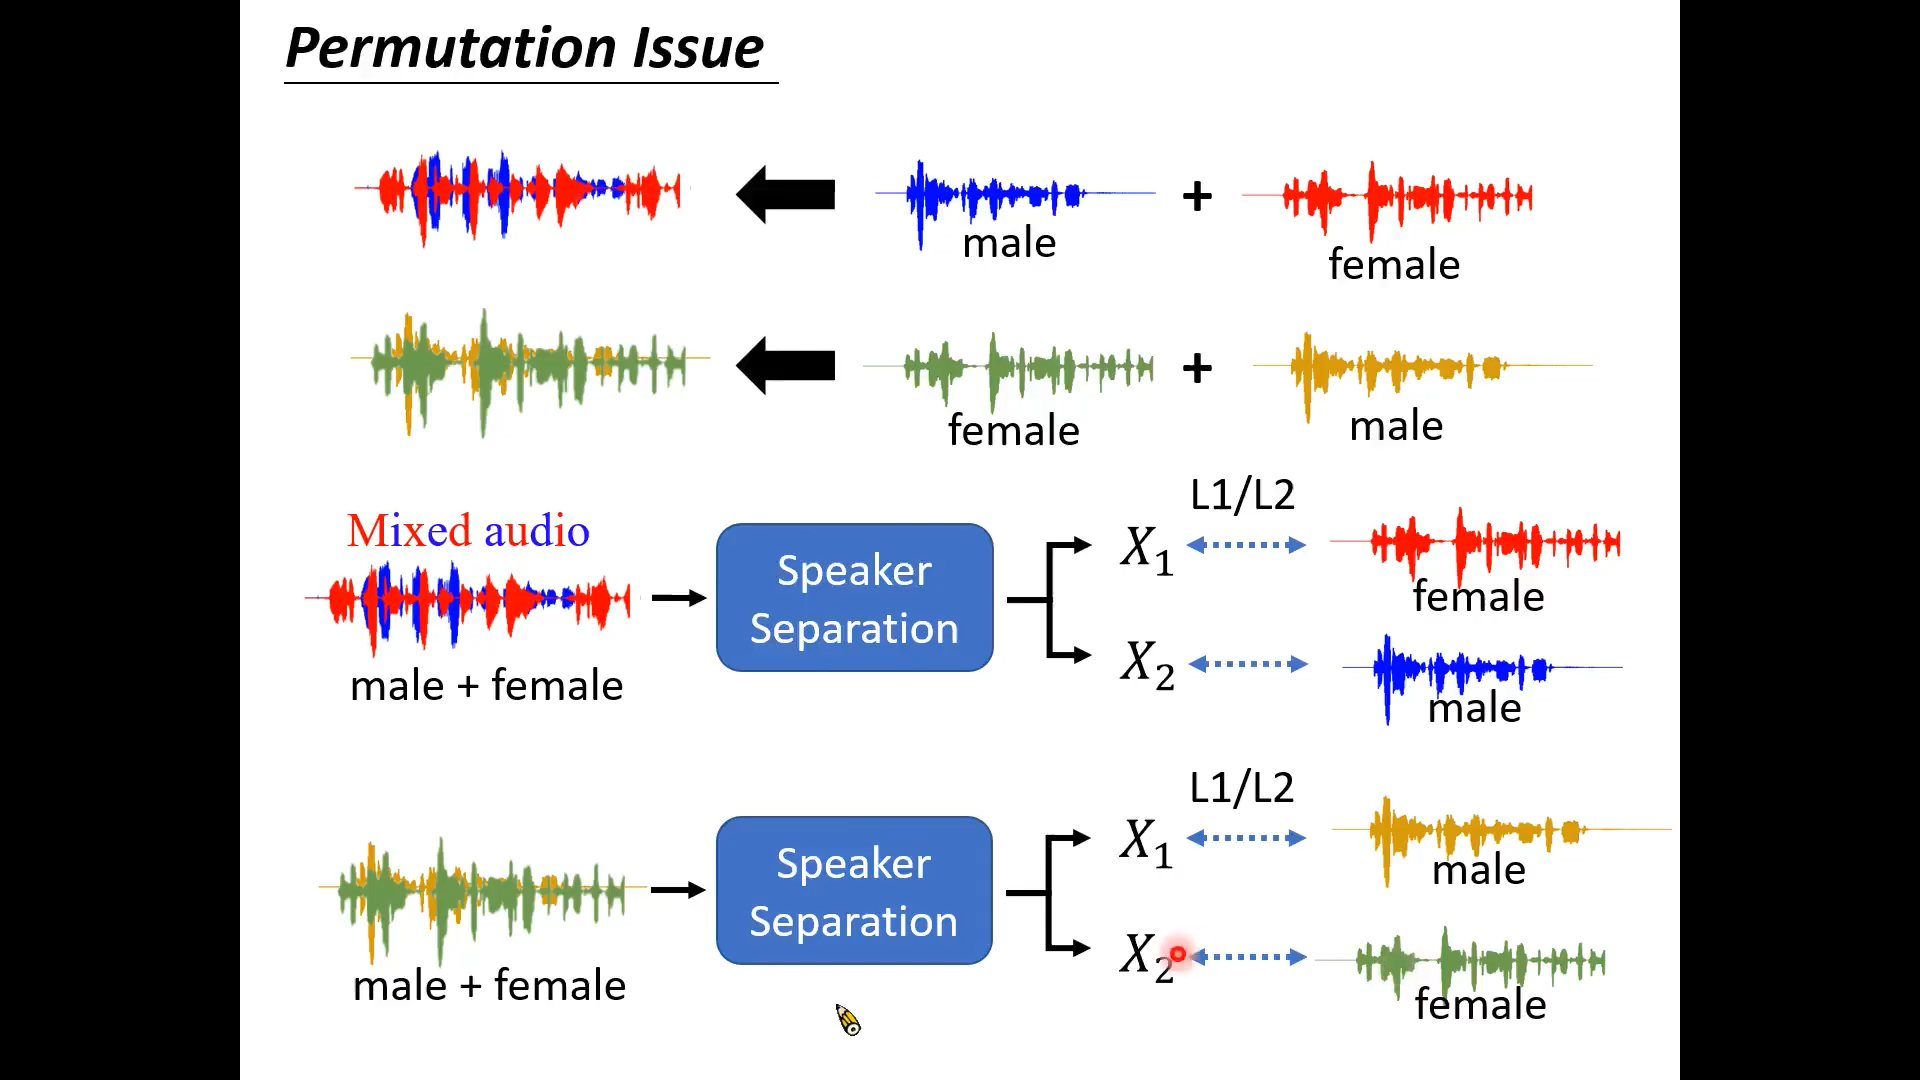 Permutation Issue
+
male
female
+
female
male
Mixed audio
male + female
Speaker
Separation
L1/L2
X₁
X₂
female
male
male + female
Speaker
Separation
L1/L2
X₁
X₂
male
female